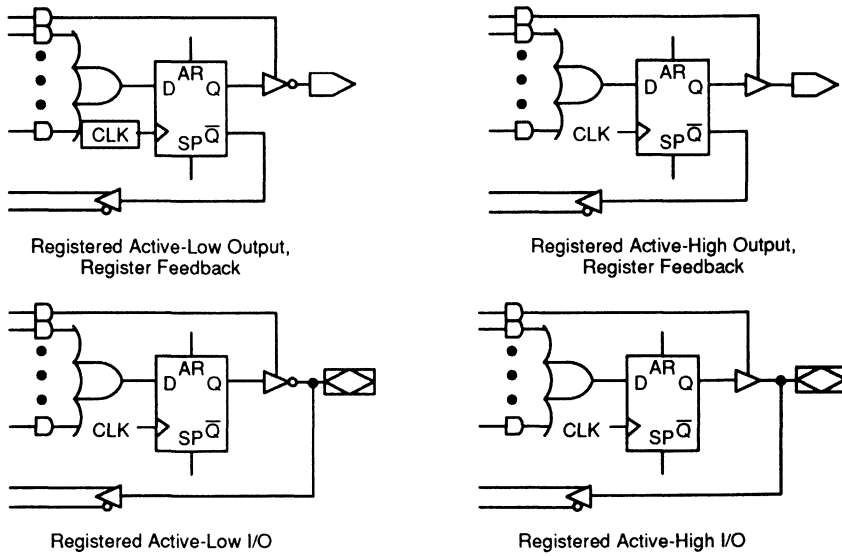 AR
D Q
CLK
SP Q̅
Registered Active-Low Output,
Register Feedback
AR
D Q
CLK
SP Q̅
Registered Active-High Output,
Register Feedback
AR
D Q
CLK
SP Q̅
Registered Active-Low I/O
AR
D Q
CLK
SP Q̅
Registered Active-High I/O